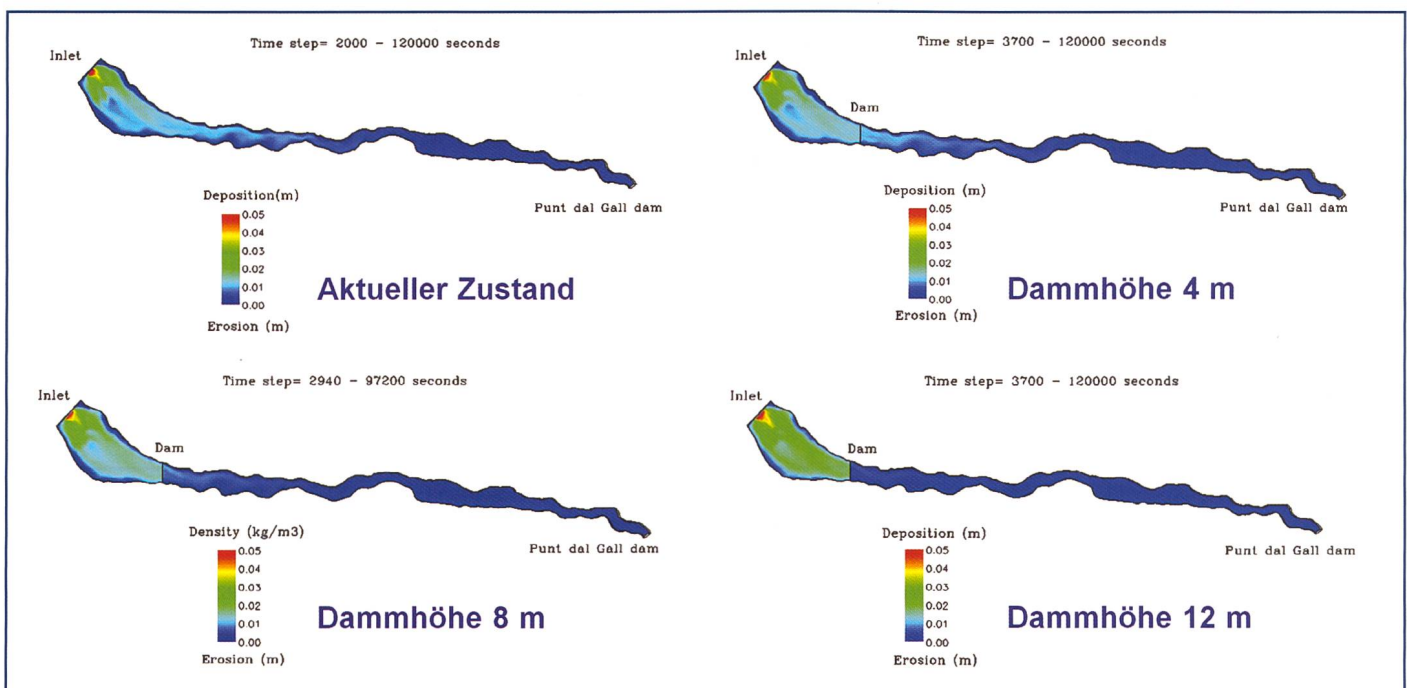 Time step= 2000 - 120000 seconds
Inlet
Deposition(m)
0.05
0.04
0.03
0.02
0.01
0.00
Erosion (m)
Punt dal Gall dam
Aktueller Zustand
Time step= 3700 - 120000 seconds
Inlet
Dam
Deposition (m)
0.05
0.04
0.03
0.02
0.01
0.00
Erosion (m)
Punt dal Gall dam
Dammhöhe 4 m
Time step= 2940 - 97200 seconds
Inlet
Dam
Density (kg/m3)
0.05
0.04
0.03
0.02
0.01
0.00
Erosion (m)
Punt dal Gall dam
Dammhöhe 8 m
Time step= 3700 - 120000 seconds
Inlet
Dam
Deposition (m)
0.05
0.04
0.03
0.02
0.01
0.00
Erosion (m)
Punt dal Gall dam
Dammhöhe 12 m